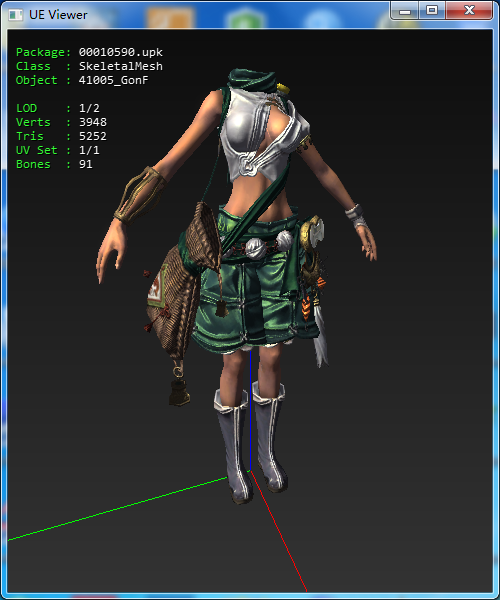 UE Viewer
Package: 00010590.upk
Class : SkeletalMesh
Object : 41005_GonF
LOD : 1/2
Verts : 3948
Tris : 5252
UV Set : 1/1
Bones : 91